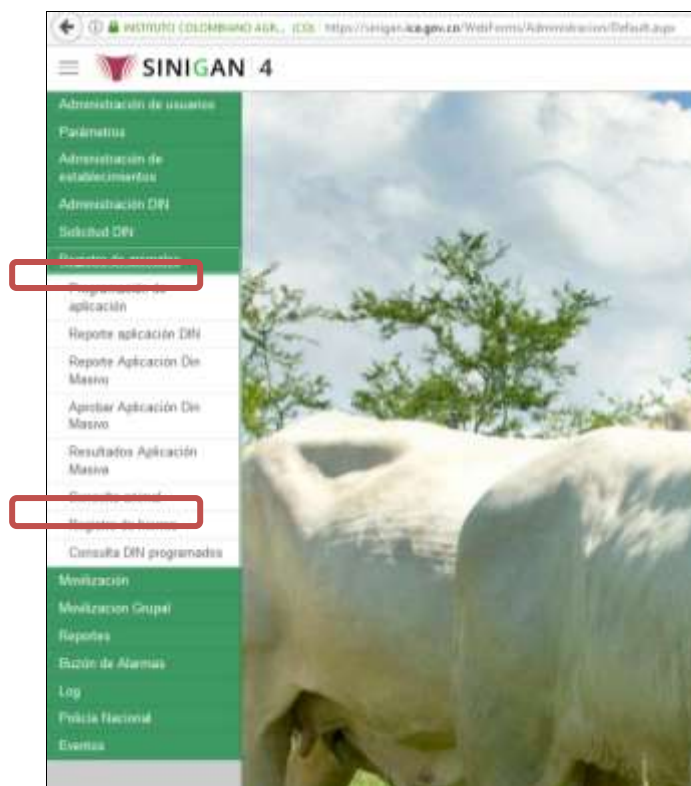 INSTITUTO COLOMBIANO AGR... (CO) https://sinigan.ica.gov.co/WebForms/Administracion/Default.aspx
SINIGAN 4
Administración de usuarios
Parámetros
Administración de
establecimientos
Administración DIN
Solicitud DIN
aplicación
Reporte aplicación DIN
Reporte Aplicación Din
Masivo
Aprobar Aplicación Din
Masivo
Resultados Aplicación
Masiva
Consulta DIN programados
Movilización
Movilizacion Grupal
Reportes
Buzón de Alarmas
Log
Policía Nacional
Eventos